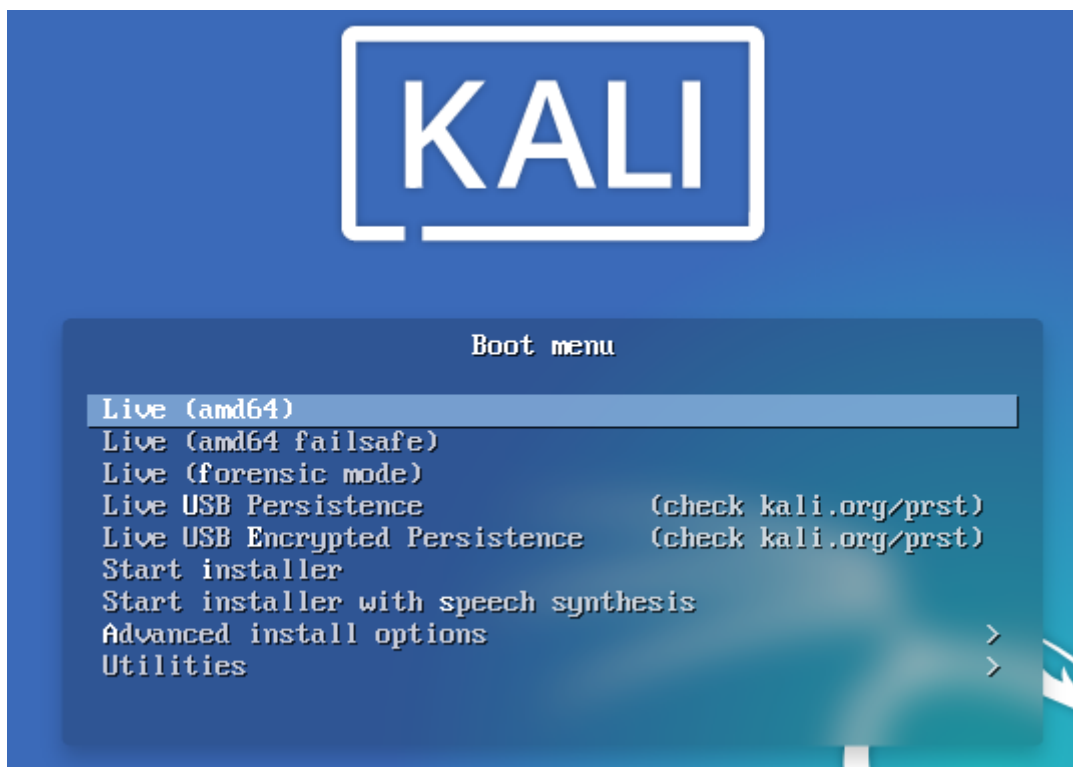 KALI
Boot menu
Live (amd64)
Live (amd64 failsafe)
Live (forensic mode)
Live USB Persistence (check kali.org/prst)
Live USB Encrypted Persistence (check kali.org/prst)
Start installer
Start installer with speech synthesis
Advanced install options >
Utilities >